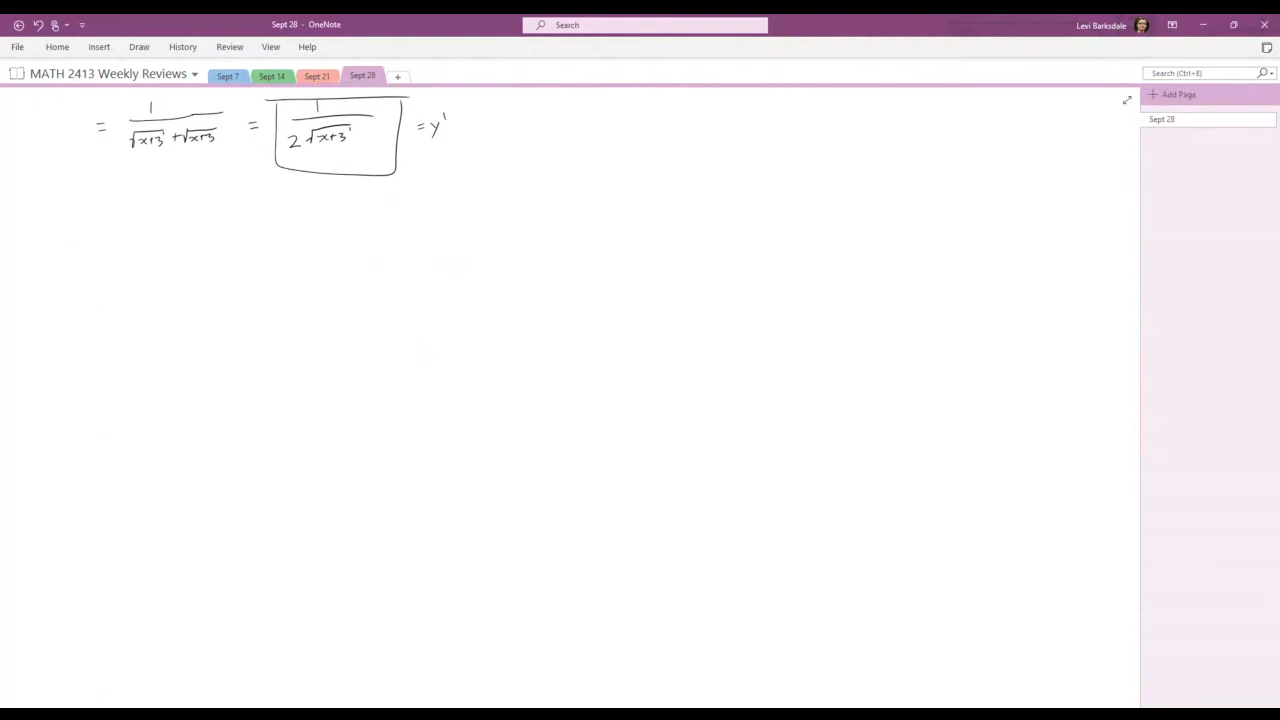 Sept 28 - OneNote
Search
Levi Barksdale
File Home Insert Draw History Review View Help
MATH 2413 Weekly Reviews
Sept 7
Sept 14
Sept 21
Sept 28
+
Search (Ctrl+E)
Add Page
Sept 28
= 1/(√(x+3) + √(x+3)) = 1/(2√(x+3)) = y'